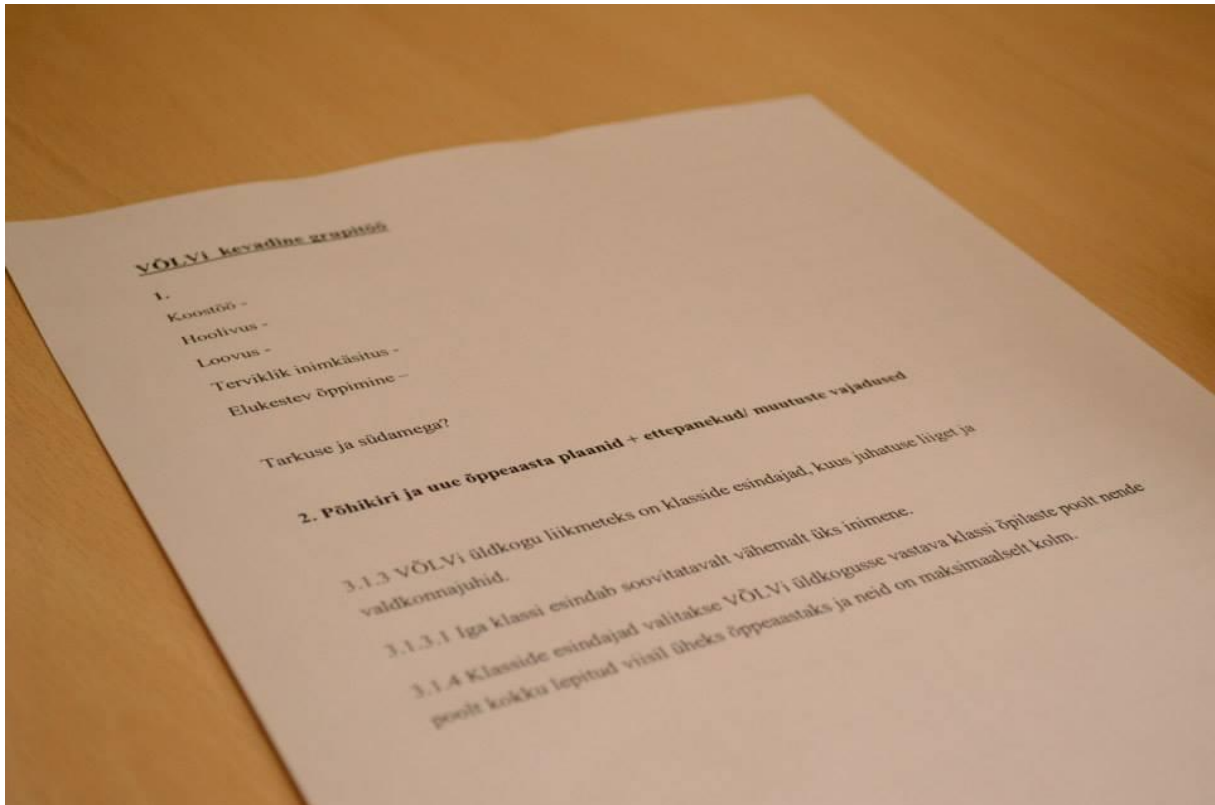 VÕLVi kevadine grupitöö
1.
Koostöö -
Hoolivus -
Loovus -
Terviklik inimkäsitus -
Elukestev õppimine –
Tarkuse ja südamega?
2. Põhikiri ja uue õppeaasta plaanid + ettepanekud/ muutuste vajadused
3.1.3 VÕLVi üldkogu liikmeteks on klasside esindajad, kuus juhatuse liiget ja
valdkonnajuhid.
3.1.3.1 Iga klassi esindab soovitatavalt vähemalt üks inimene.
3.1.4 Klasside esindajad valitakse VÕLVi üldkogusse vastava klassi õpilaste poolt nende
poolt kokku lepitud viisil üheks õppeaastaks ja neid on maksimaalselt kolm.